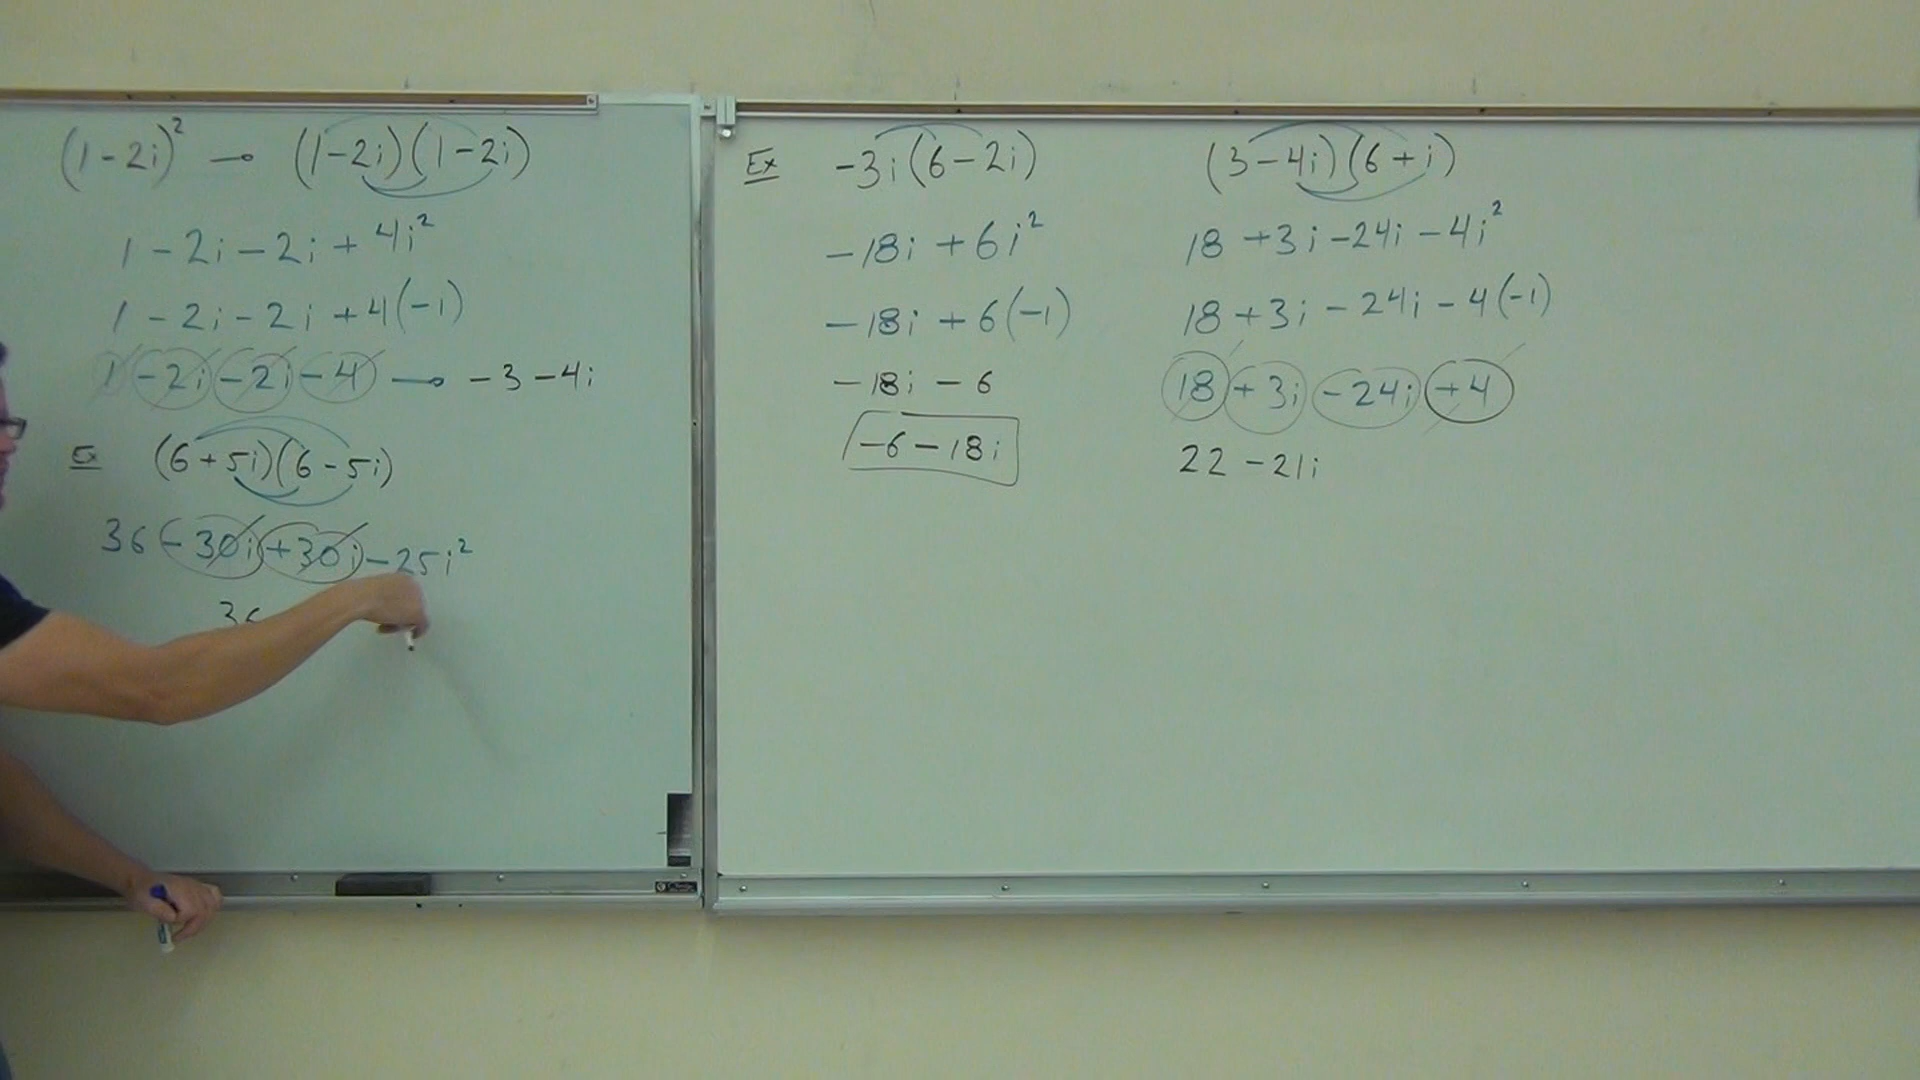 (1-2i)² → (1-2i)(1-2i)
1 - 2i - 2i + 4i²
1 - 2i - 2i + 4(-1)
1 - 2i - 2i - 4 → -3-4i
Ex (6+5i)(6-5i)
36 - 30i + 30i - 25i²
36
Ex -3i(6-2i)
-18i + 6i²
-18i + 6(-1)
-18i - 6
-6 - 18i
(3-4i)(6+i)
18 + 3i - 24i - 4i²
18 + 3i - 24i - 4(-1)
18 + 3i - 24i + 4
22 - 21i